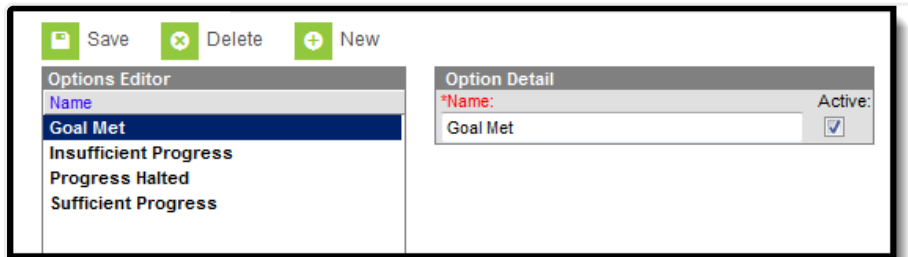 Save Delete New
Options Editor
Name
Goal Met
Insufficient Progress
Progress Halted
Sufficient Progress
Option Detail
*Name: Active:
Goal Met